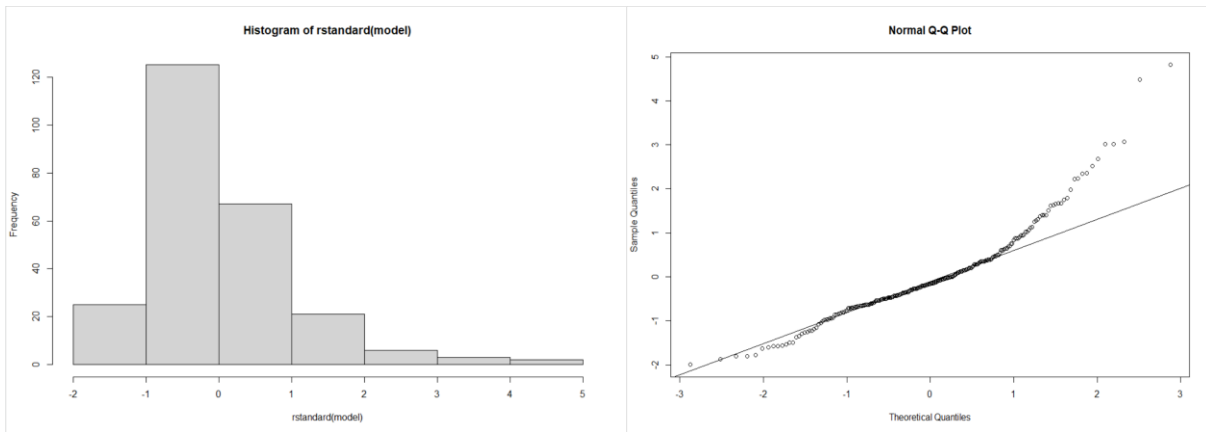 Histogram of rstandard(model)
Frequency
120
100
80
60
40
20
0
-2 -1 0 1 2 3 4 5
rstandard(model)
Normal Q-Q Plot
Sample Quantiles
5
4
3
2
1
0
-1
-2
-3 -2 -1 0 1 2 3
Theoretical Quantiles